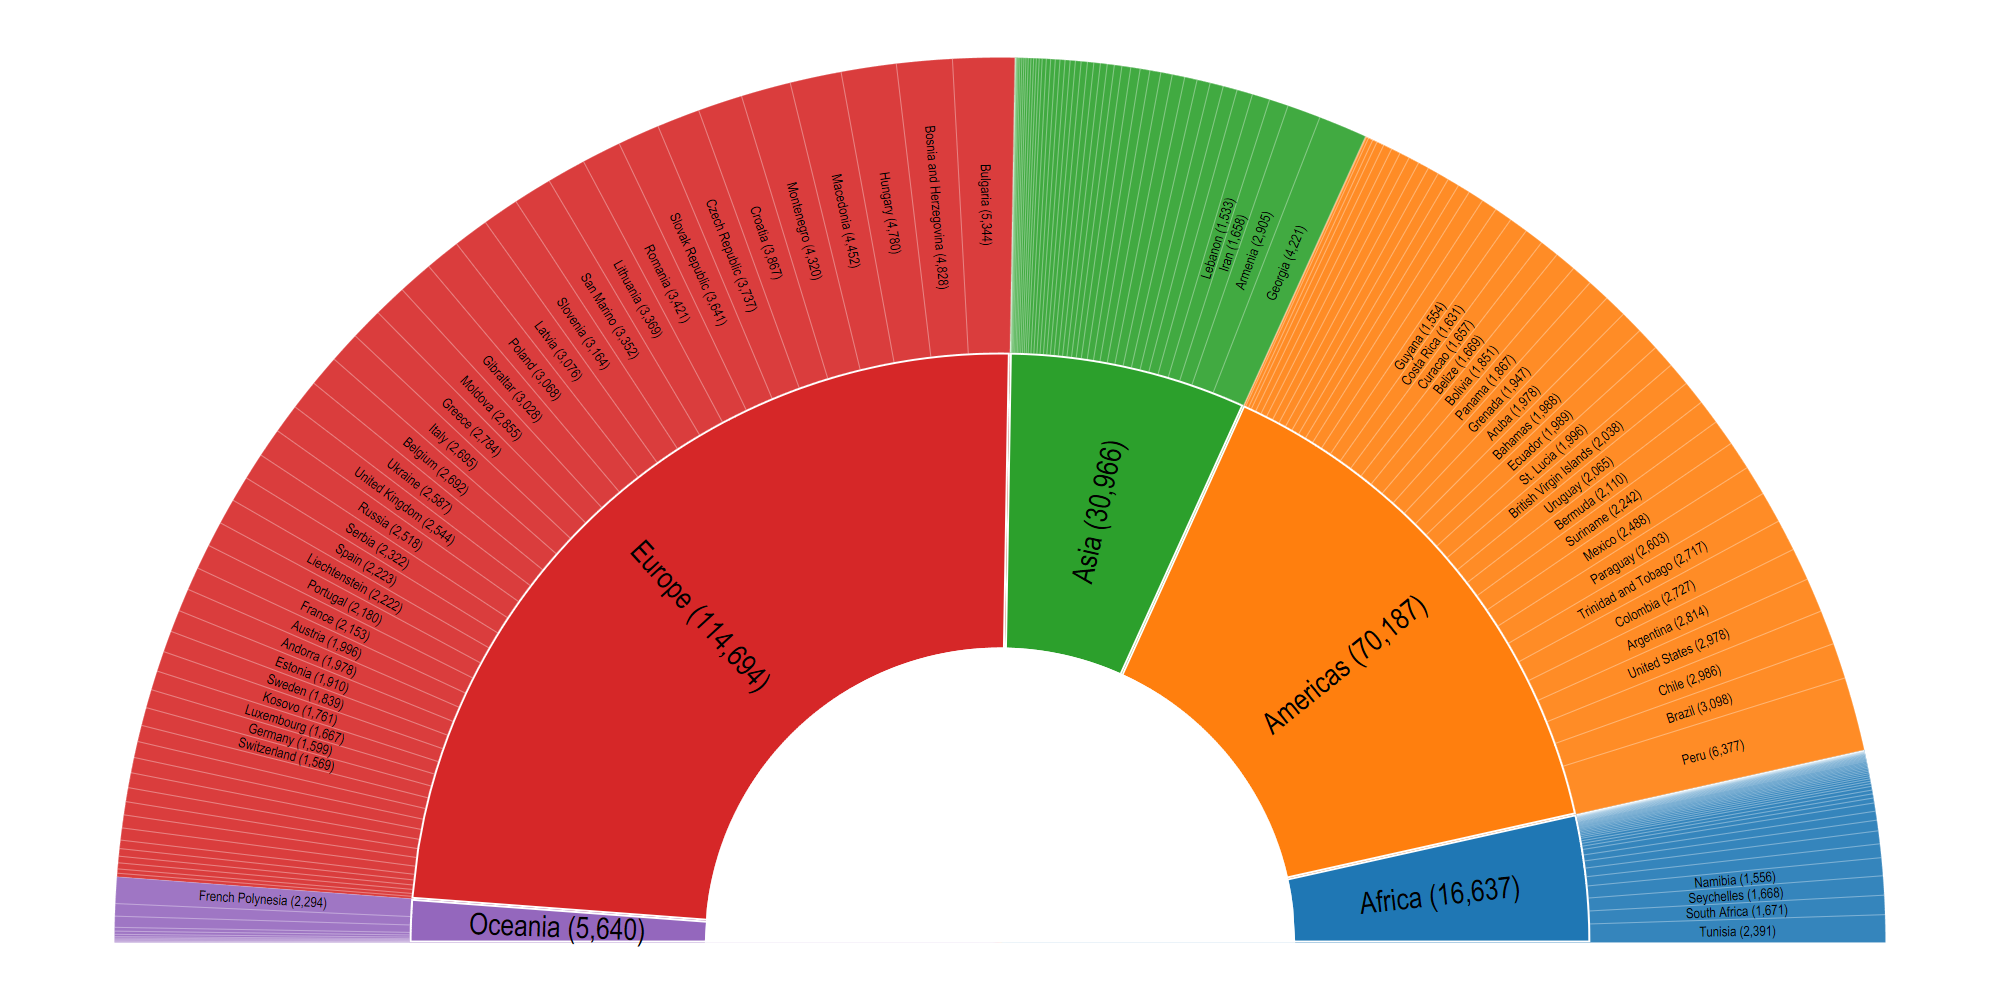 Oceania (5,640)
French Polynesia (2,294)
Europe (114,694)
Switzerland (1,569)
Germany (1,599)
Luxembourg (1,667)
Kosovo (1,761)
Sweden (1,839)
Estonia (1,910)
Andorra (1,978)
Austria (1,996)
France (2,153)
Portugal (2,180)
Liechtenstein (2,222)
Spain (2,223)
Serbia (2,322)
Russia (2,518)
United Kingdom (2,544)
Ukraine (2,587)
Belgium (2,692)
Italy (2,695)
Greece (2,784)
Moldova (2,855)
Gibraltar (3,028)
Poland (3,068)
Latvia (3,076)
Slovenia (3,164)
San Marino (3,352)
Lithuania (3,369)
Romania (3,421)
Slovak Republic (3,641)
Czech Republic (3,737)
Croatia (3,867)
Montenegro (4,320)
Macedonia (4,452)
Hungary (4,780)
Bosnia and Herzegovina (4,828)
Bulgaria (5,344)
Asia (30,966)
Lebanon (1,533)
Iran (1,658)
Armenia (2,905)
Georgia (4,221)
Americas (70,187)
Guyana (1,554)
Costa Rica (1,631)
Curacao (1,657)
Belize (1,669)
Bolivia (1,851)
Panama (1,867)
Grenada (1,947)
Aruba (1,978)
Bahamas (1,988)
Ecuador (1,989)
St. Lucia (1,996)
British Virgin Islands (2,038)
Uruguay (2,065)
Bermuda (2,110)
Suriname (2,242)
Mexico (2,488)
Paraguay (2,603)
Trinidad and Tobago (2,717)
Colombia (2,727)
Argentina (2,814)
United States (2,978)
Chile (2,986)
Brazil (3,098)
Peru (6,377)
Africa (16,637)
Namibia (1,556)
Seychelles (1,668)
South Africa (1,671)
Tunisia (2,391)